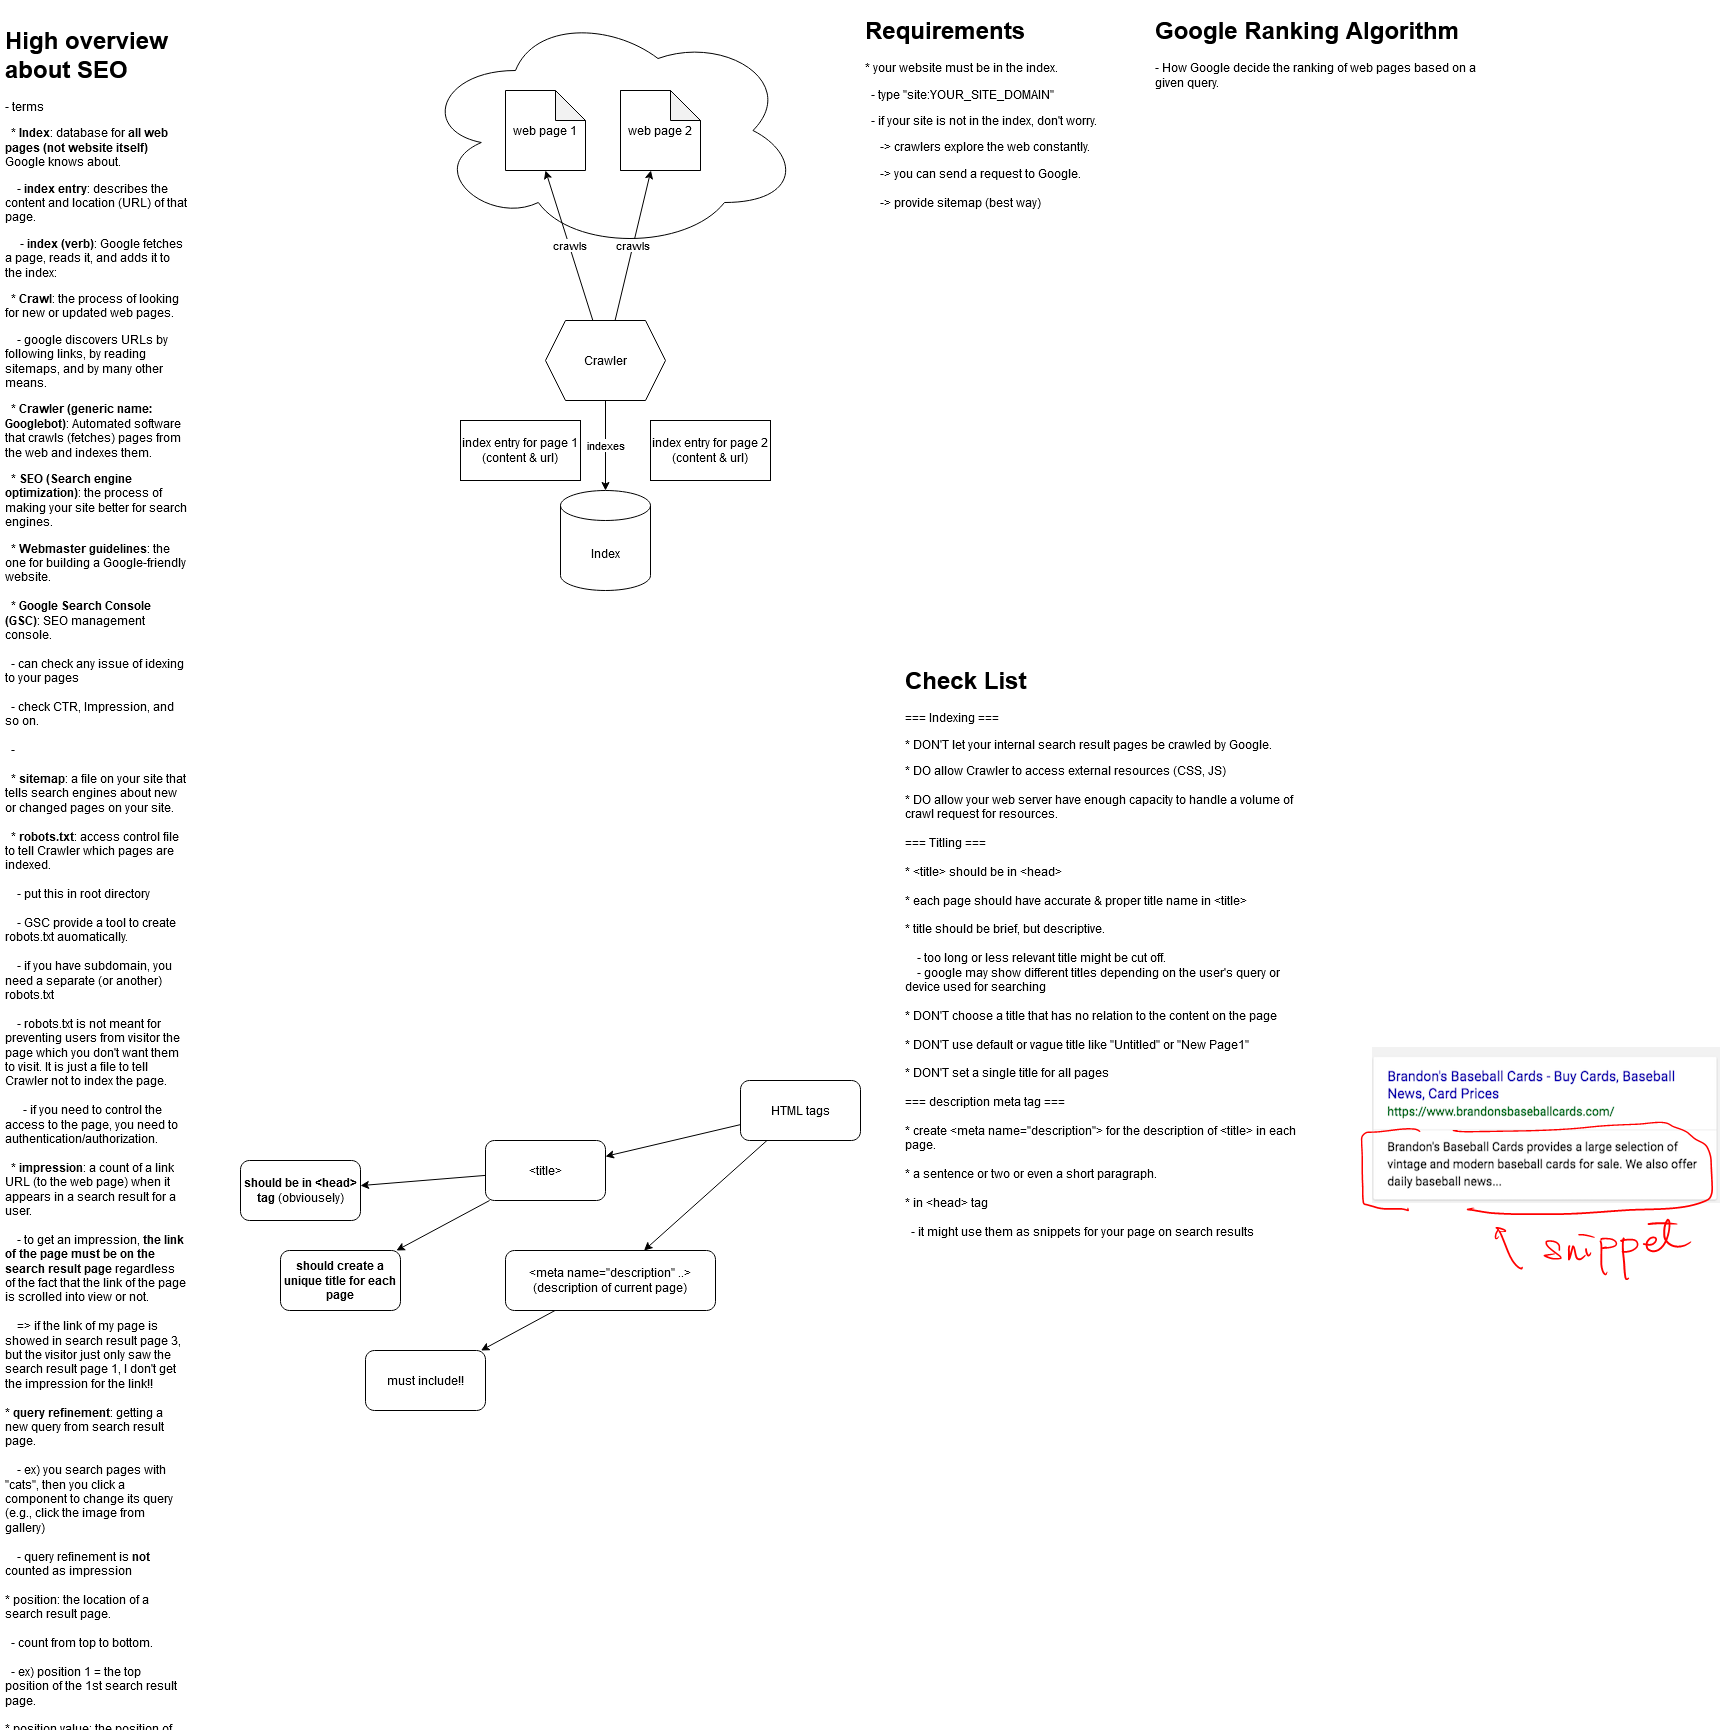 High overview
about SEO
- terms
* Index: database for all web
pages (not website itself)
Google knows about.
- index entry: describes the
content and location (URL) of that
page.
- index (verb): Google fetches
a page, reads it, and adds it to
the index:
* Crawl: the process of looking
for new or updated web pages.
- google discovers URLs by
following links, by reading
sitemaps, and by many other
means.
* Crawler (generic name:
Googlebot): Automated software
that crawls (fetches) pages from
the web and indexes them.
* SEO (Search engine
optimization): the process of
making your site better for search
engines.
* Webmaster guidelines: the
one for building a Google-friendly
website.
* Google Search Console
(GSC): SEO management
console.
- can check any issue of idexing
to your pages
- check CTR, Impression, and
so on.
-
* sitemap: a file on your site that
tells search engines about new
or changed pages on your site.
* robots.txt: access control file
to tell Crawler which pages are
indexed.
- put this in root directory
- GSC provide a tool to create
robots.txt auomatically.
- if you have subdomain, you
need a separate (or another)
robots.txt
- robots.txt is not meant for
preventing users from visitor the
page which you don't want them
to visit. It is just a file to tell
Crawler not to index the page.
- if you need to control the
access to the page, you need to
authentication/authorization.
* impression: a count of a link
URL (to the web page) when it
appears in a search result for a
user.
- to get an impression, the link
of the page must be on the
search result page regardless
of the fact that the link of the page
is scrolled into view or not.
=> if the link of my page is
showed in search result page 3,
but the visitor just only saw the
search result page 1, I don't get
the impression for the link!!
* query refinement: getting a
new query from search result
page.
- ex) you search pages with
"cats", then you click a
component to change its query
(e.g., click the image from
gallery)
- query refinement is not
counted as impression
* position: the location of a
search result page.
- count from top to bottom.
- ex) position 1 = the top
position of the 1st search result
page.
* position value: the position of
web page 1
web page 2
crawls
crawls
Crawler
index entry for page 1
(content & url)
indexes
index entry for page 2
(content & url)
Index
Requirements
* your website must be in the index.
- type "site:YOUR_SITE_DOMAIN"
- if your site is not in the index, don't worry.
-> crawlers explore the web constantly.
-> you can send a request to Google.
-> provide sitemap (best way)
Google Ranking Algorithm
- How Google decide the ranking of web pages based on a
given query.
Check List
=== Indexing ===
* DON'T let your internal search result pages be crawled by Google.
* DO allow Crawler to access external resources (CSS, JS)
* DO allow your web server have enough capacity to handle a volume of
crawl request for resources.
=== Titling ===
* <title> should be in <head>
* each page should have accurate & proper title name in <title>
* title should be brief, but descriptive.
- too long or less relevant title might be cut off.
- google may show different titles depending on the user's query or
device used for searching
* DON'T choose a title that has no relation to the content on the page
* DON'T use default or vague title like "Untitled" or "New Page1"
* DON'T set a single title for all pages
=== description meta tag ===
* create <meta name="description"> for the description of <title> in each
page.
* a sentence or two or even a short paragraph.
* in <head> tag
- it might use them as snippets for your page on search results
HTML tags
<title>
should be in <head>
tag (obviousely)
should create a
unique title for each
page
<meta name="description" ..>
(description of current page)
must include!!
Brandon's Baseball Cards - Buy Cards, Baseball
News, Card Prices
https://www.brandonsbaseballcards.com/
Brandon's Baseball Cards provides a large selection of
vintage and modern baseball cards for sale. We also offer
daily baseball news...
snippet